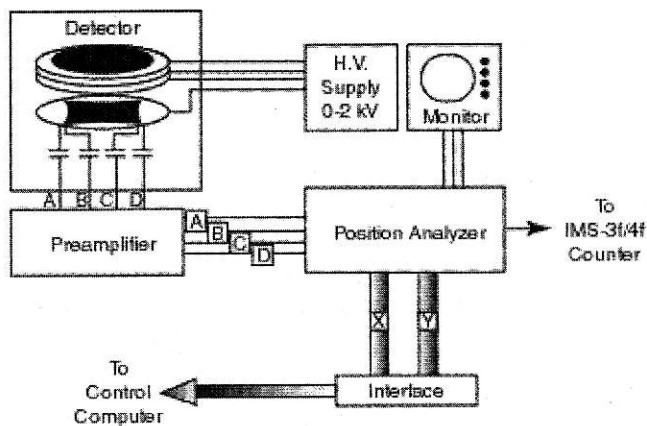 Detector
H.V.
Supply
0-2 kV
Monitor
A B C D
Preamplifier
A
B
C
D
Position Analyzer
To
IMS-3f/4f
Counter
X Y
Interface
To
Control
Computer